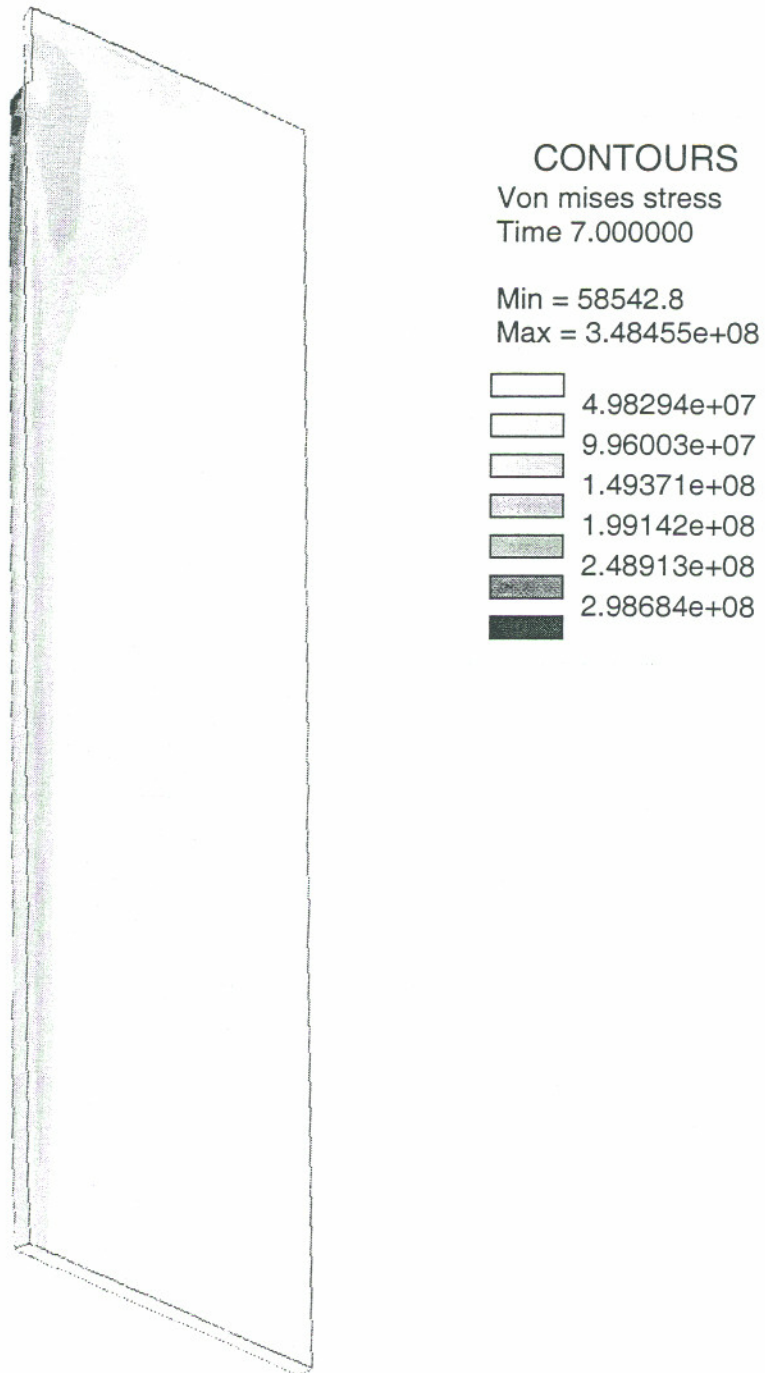 CONTOURS
Von mises stress
Time 7.000000
Min = 58542.8
Max = 3.48455e+08
4.98294e+07
9.96003e+07
1.49371e+08
1.99142e+08
2.48913e+08
2.98684e+08